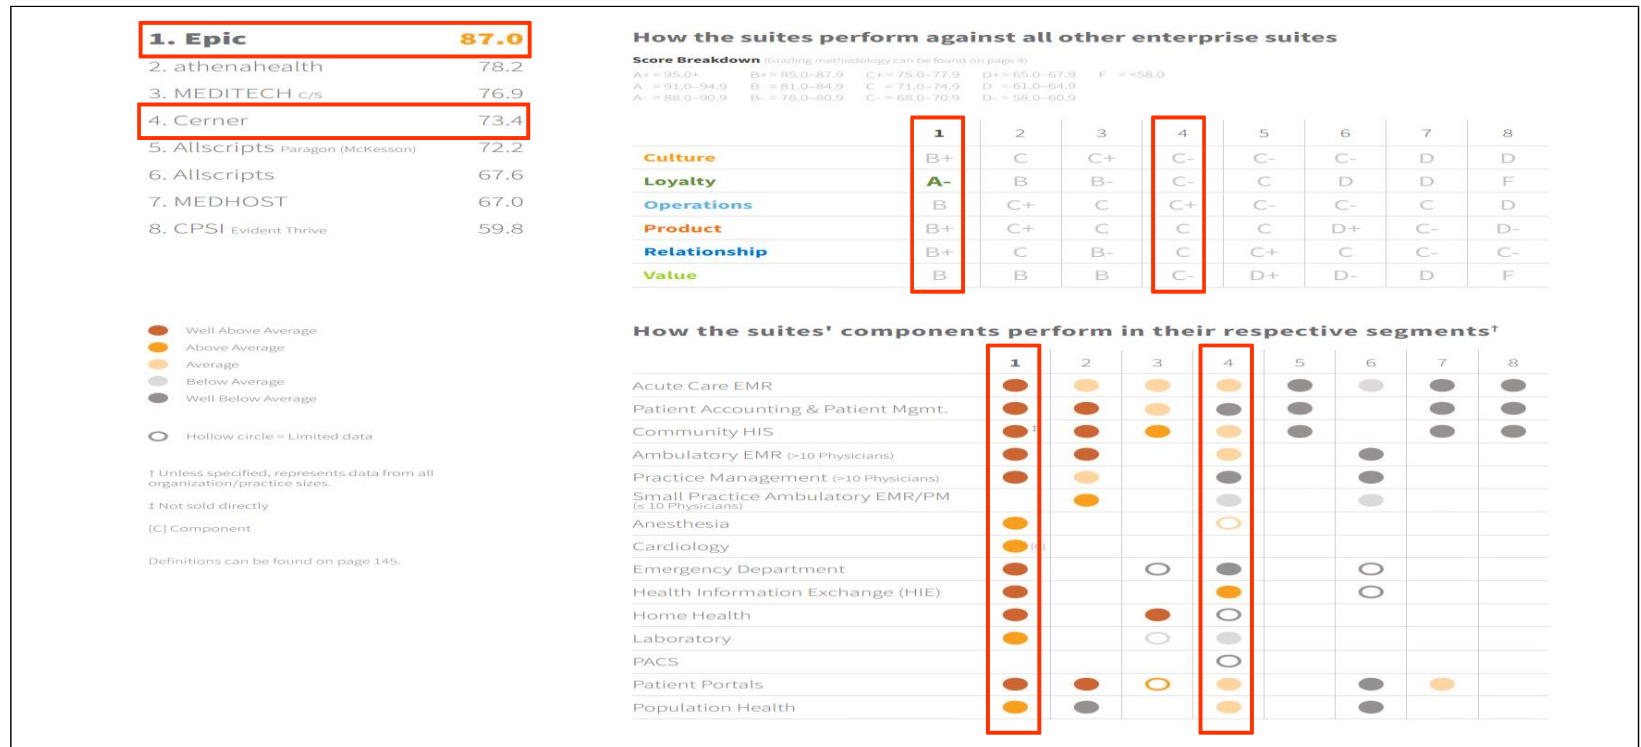 1. Epic 87.0
2. athenahealth 78.2
3. MEDITECH c/s 76.9
4. Cerner 73.4
5. Allscripts Paragon (McKesson) 72.2
6. Allscripts 67.6
7. MEDHOST 67.0
8. CPSI Evident Thrive 59.8
How the suites perform against all other enterprise suites
Score Breakdown (Grading methodology can be found on page 4)
A+ = 95.0+ B+ = 85.0–87.9 C+ = 75.0–77.9 D+ = 65.0–67.9 F = <58.0
A = 91.0–94.9 B = 81.0–84.9 C = 71.0–74.9 D = 61.0–64.9
A- = 88.0–90.9 B- = 78.0–80.9 C- = 68.0–70.9 D- = 58.0–60.9
1 2 3 4 5 6 7 8
Culture B+ C C+ C- C- C- D D
Loyalty A- B B- C- C D D F
Operations B C+ C C+ C- C- C D
Product B+ C+ C C C D+ C- D-
Relationship B+ C B- C C+ C C- C-
Value B B B C- D+ D- D F
Well Above Average
Above Average
Average
Below Average
Well Below Average
Hollow circle = Limited data
† Unless specified, represents data from all
organization/practice sizes.
‡ Not sold directly
[C] Component
Definitions can be found on page 145.
How the suites' components perform in their respective segments†
1 2 3 4 5 6 7 8
Acute Care EMR
Patient Accounting & Patient Mgmt.
Community HIS ‡
Ambulatory EMR (>10 Physicians)
Practice Management (>10 Physicians)
Small Practice Ambulatory EMR/PM
(≤ 10 Physicians)
Anesthesia
Cardiology [C]
Emergency Department
Health Information Exchange (HIE)
Home Health
Laboratory
PACS
Patient Portals
Population Health